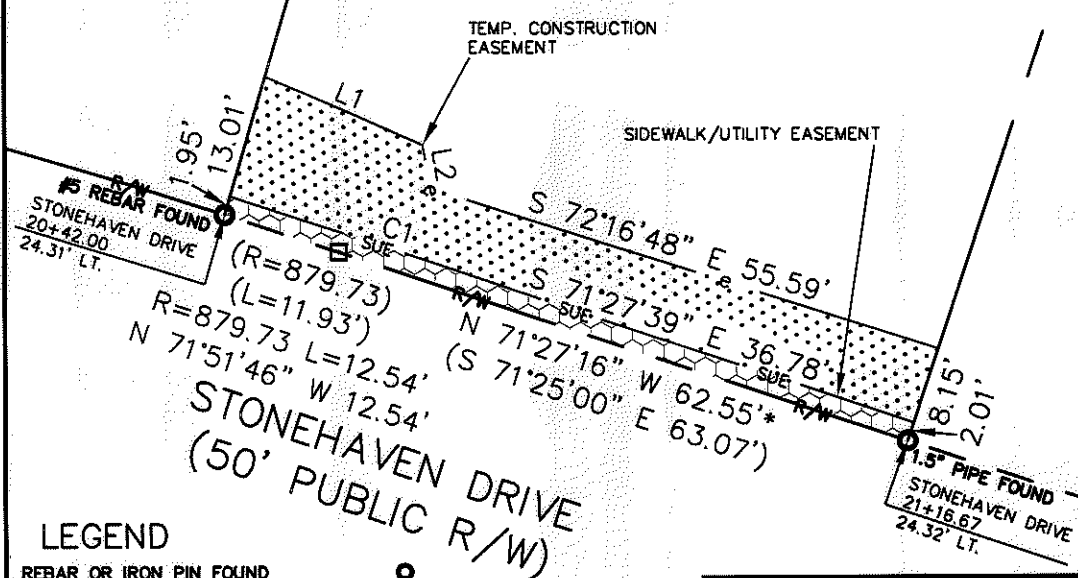 TEMP. CONSTRUCTION
EASEMENT
L1
L2
e
SIDEWALK/UTILITY EASEMENT
1.95'
13.01'
R/W
#5 REBAR FOUND
STONEHAVEN DRIVE
20+42.00
24.31' LT.
S 72°16'48" E 55.59'
e
C1
SUE
S 71°27'39" E 36.78'
SUE
SUE
R/W
R/W
(R=879.73)
(L=11.93')
R=879.73 L=12.54'
N 71°51'46" W 12.54'
N 71°27'16" W 62.55'*
(S 71°25'00" E 63.07')
8.15'
2.01'
1.5" PIPE FOUND
STONEHAVEN DRIVE
21+16.67
24.32' LT.
STONEHAVEN DRIVE
(50' PUBLIC R/W)
LEGEND
REBAR OR IRON PIN FOUND